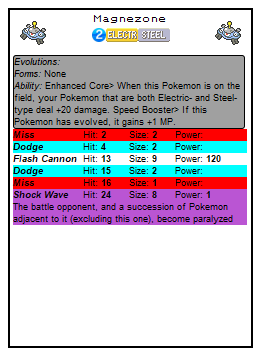 Magnezone
2 ELECTR STEEL
Evolutions:
Forms: None
Ability: Enhanced Core> When this Pokemon is on the
field, your Pokemon that are both Electric- and Steel-
type deal +20 damage. Speed Booster> If this
Pokemon has evolved, it gains +1 MP.
Miss Hit: 2 Size: 2 Power:
Dodge Hit: 4 Size: 2 Power:
Flash Cannon Hit: 13 Size: 9 Power: 120
Dodge Hit: 15 Size: 2 Power:
Miss Hit: 16 Size: 1 Power:
Shock Wave Hit: 24 Size: 8 Power: 1
The battle opponent, and a succession of Pokemon
adjacent to it (excluding this one), become paralyzed